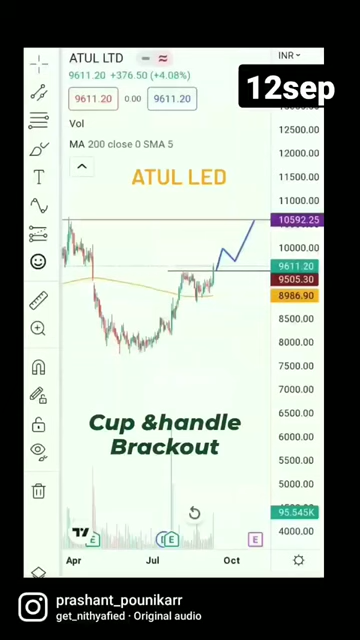 ATUL LTD
INR
9611.20 +376.50 (+4.08%)
12sep
9611.20 0.00 9611.20
Vol
12500.00
MA 200 close 0 SMA 5
12000.00
11500.00
ATUL LED
11000.00
10592.25
10000.00
9611.20
9505.30
8986.90
8500.00
8000.00
7500.00
7000.00
6500.00
Cup &handle
6000.00
Brackout
5500.00
5000.00
95.545K
4000.00
E
E
E
Apr Jul Oct
prashant_pounikarr
get_nithyafied · Original audio